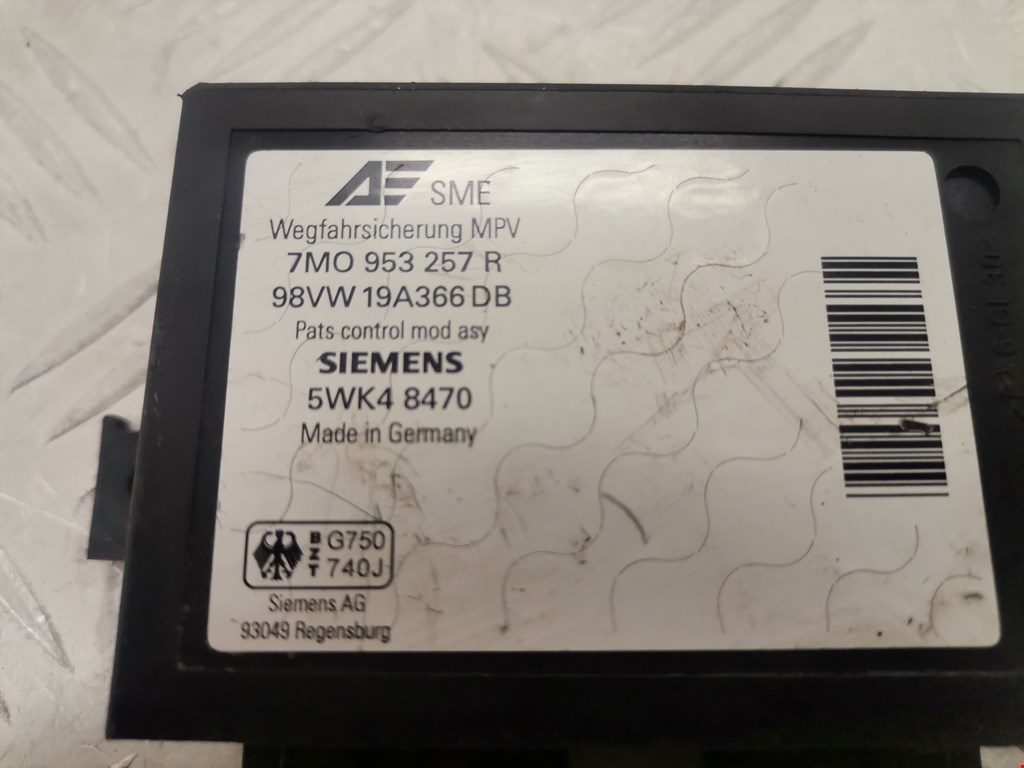 AE SME
Wegfahrsicherung MPV
7MO 953 257 R
98VW 19A366 DB
Pats control mod asy
SIEMENS
5WK4 8470
Made in Germany
BZT G750
740J
Siemens AG
93049 Regensburg